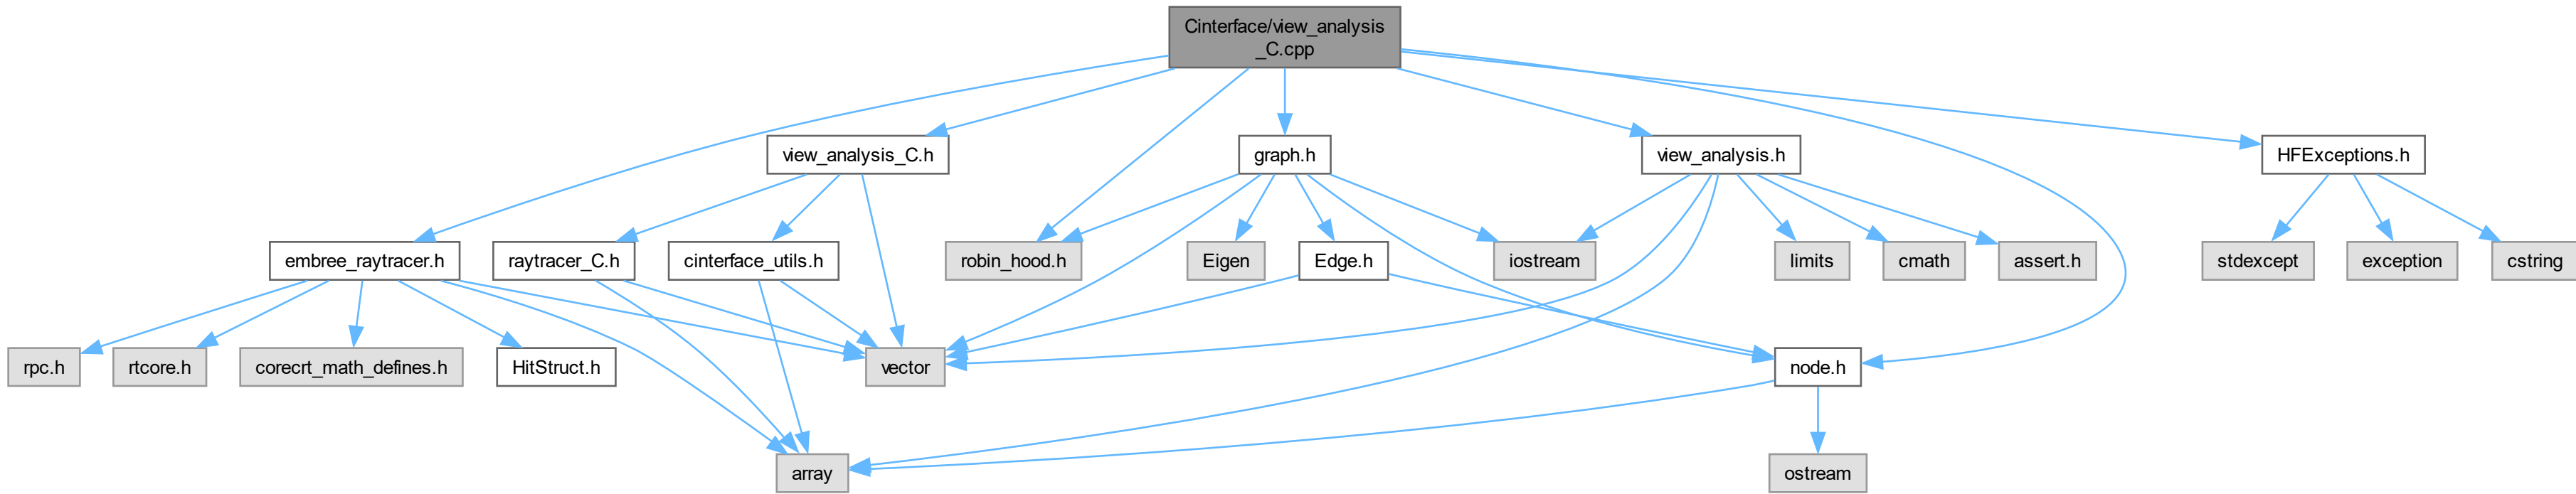 Cinterface/view_analysis
_C.cpp
view_analysis_C.h
graph.h
view_analysis.h
HFExceptions.h
embree_raytracer.h
raytracer_C.h
cinterface_utils.h
robin_hood.h
Eigen
Edge.h
iostream
limits
cmath
assert.h
stdexcept
exception
cstring
rpc.h
rtcore.h
corecrt_math_defines.h
HitStruct.h
vector
node.h
array
ostream